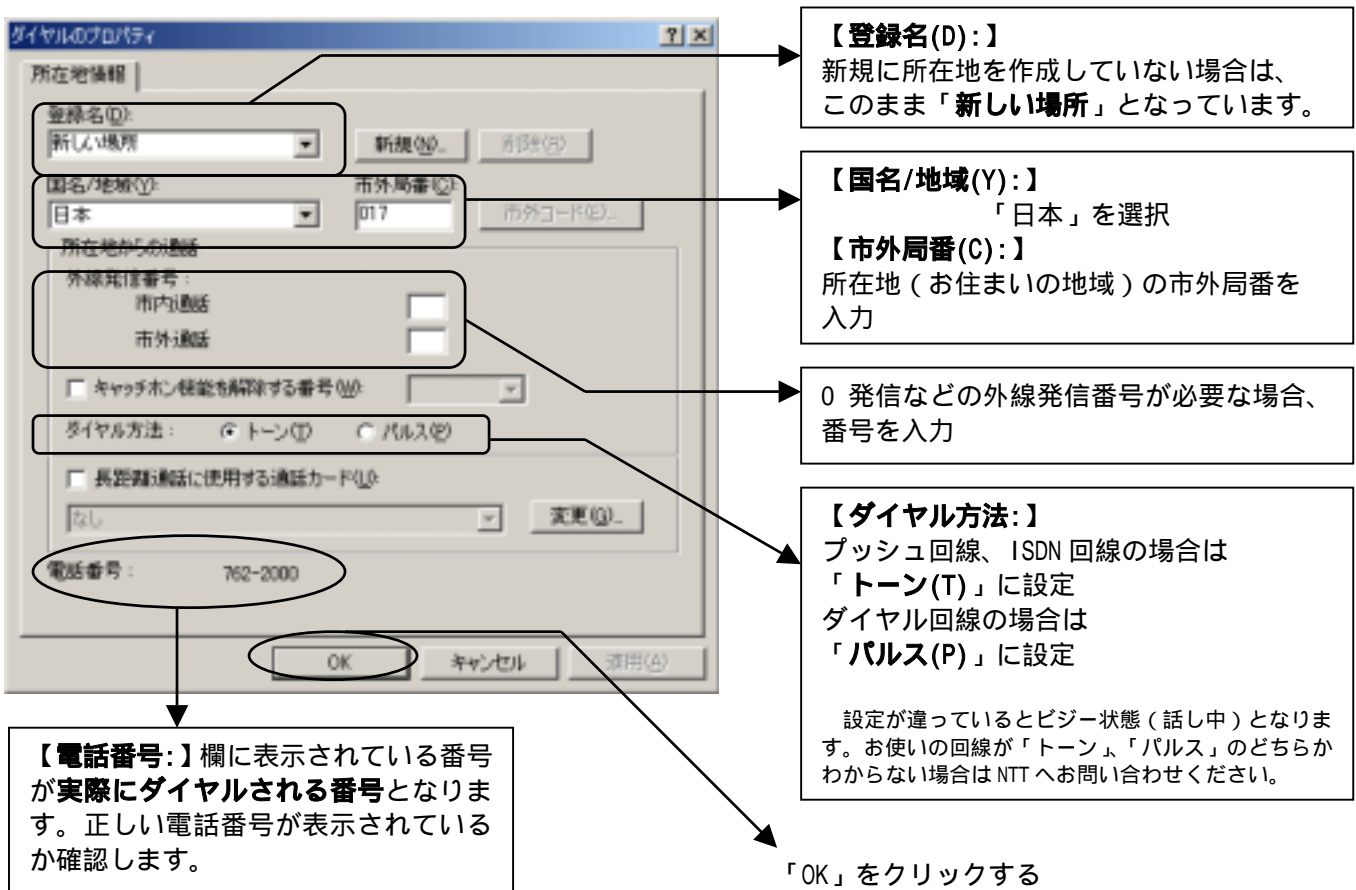 ダイヤルのプロパティ
所在地情報
登録名(D):
新しい場所
新規(N)...
削除(R)
国名/地域(Y):
市外局番(C):
日本
017
市外コード(E)...
所在地からの通話
外線発信番号：
市内通話
市外通話
キャッチホン機能を解除する番号(W):
ダイヤル方法：
トーン(T)
パルス(P)
長距離通話に使用する通話カード(U):
なし
変更(G)...
電話番号：
762-2000
OK
キャンセル
適用(A)
【登録名(D):】
新規に所在地を作成していない場合は、
このまま「新しい場所」となっています。
【国名/地域(Y):】
「日本」を選択
【市外局番(C):】
所在地（お住まいの地域）の市外局番を
入力
0 発信などの外線発信番号が必要な場合、
番号を入力
【ダイヤル方法:】
プッシュ回線、ISDN 回線の場合は
「トーン(T)」に設定
ダイヤル回線の場合は
「パルス(P)」に設定
設定が違っているとビジー状態（話し中）となりま
す。お使いの回線が「トーン」、「パルス」のどちらか
わからない場合は NTT へお問い合わせください。
【電話番号:】欄に表示されている番号
が実際にダイヤルされる番号となりま
す。正しい電話番号が表示されている
か確認します。
「OK」をクリックする